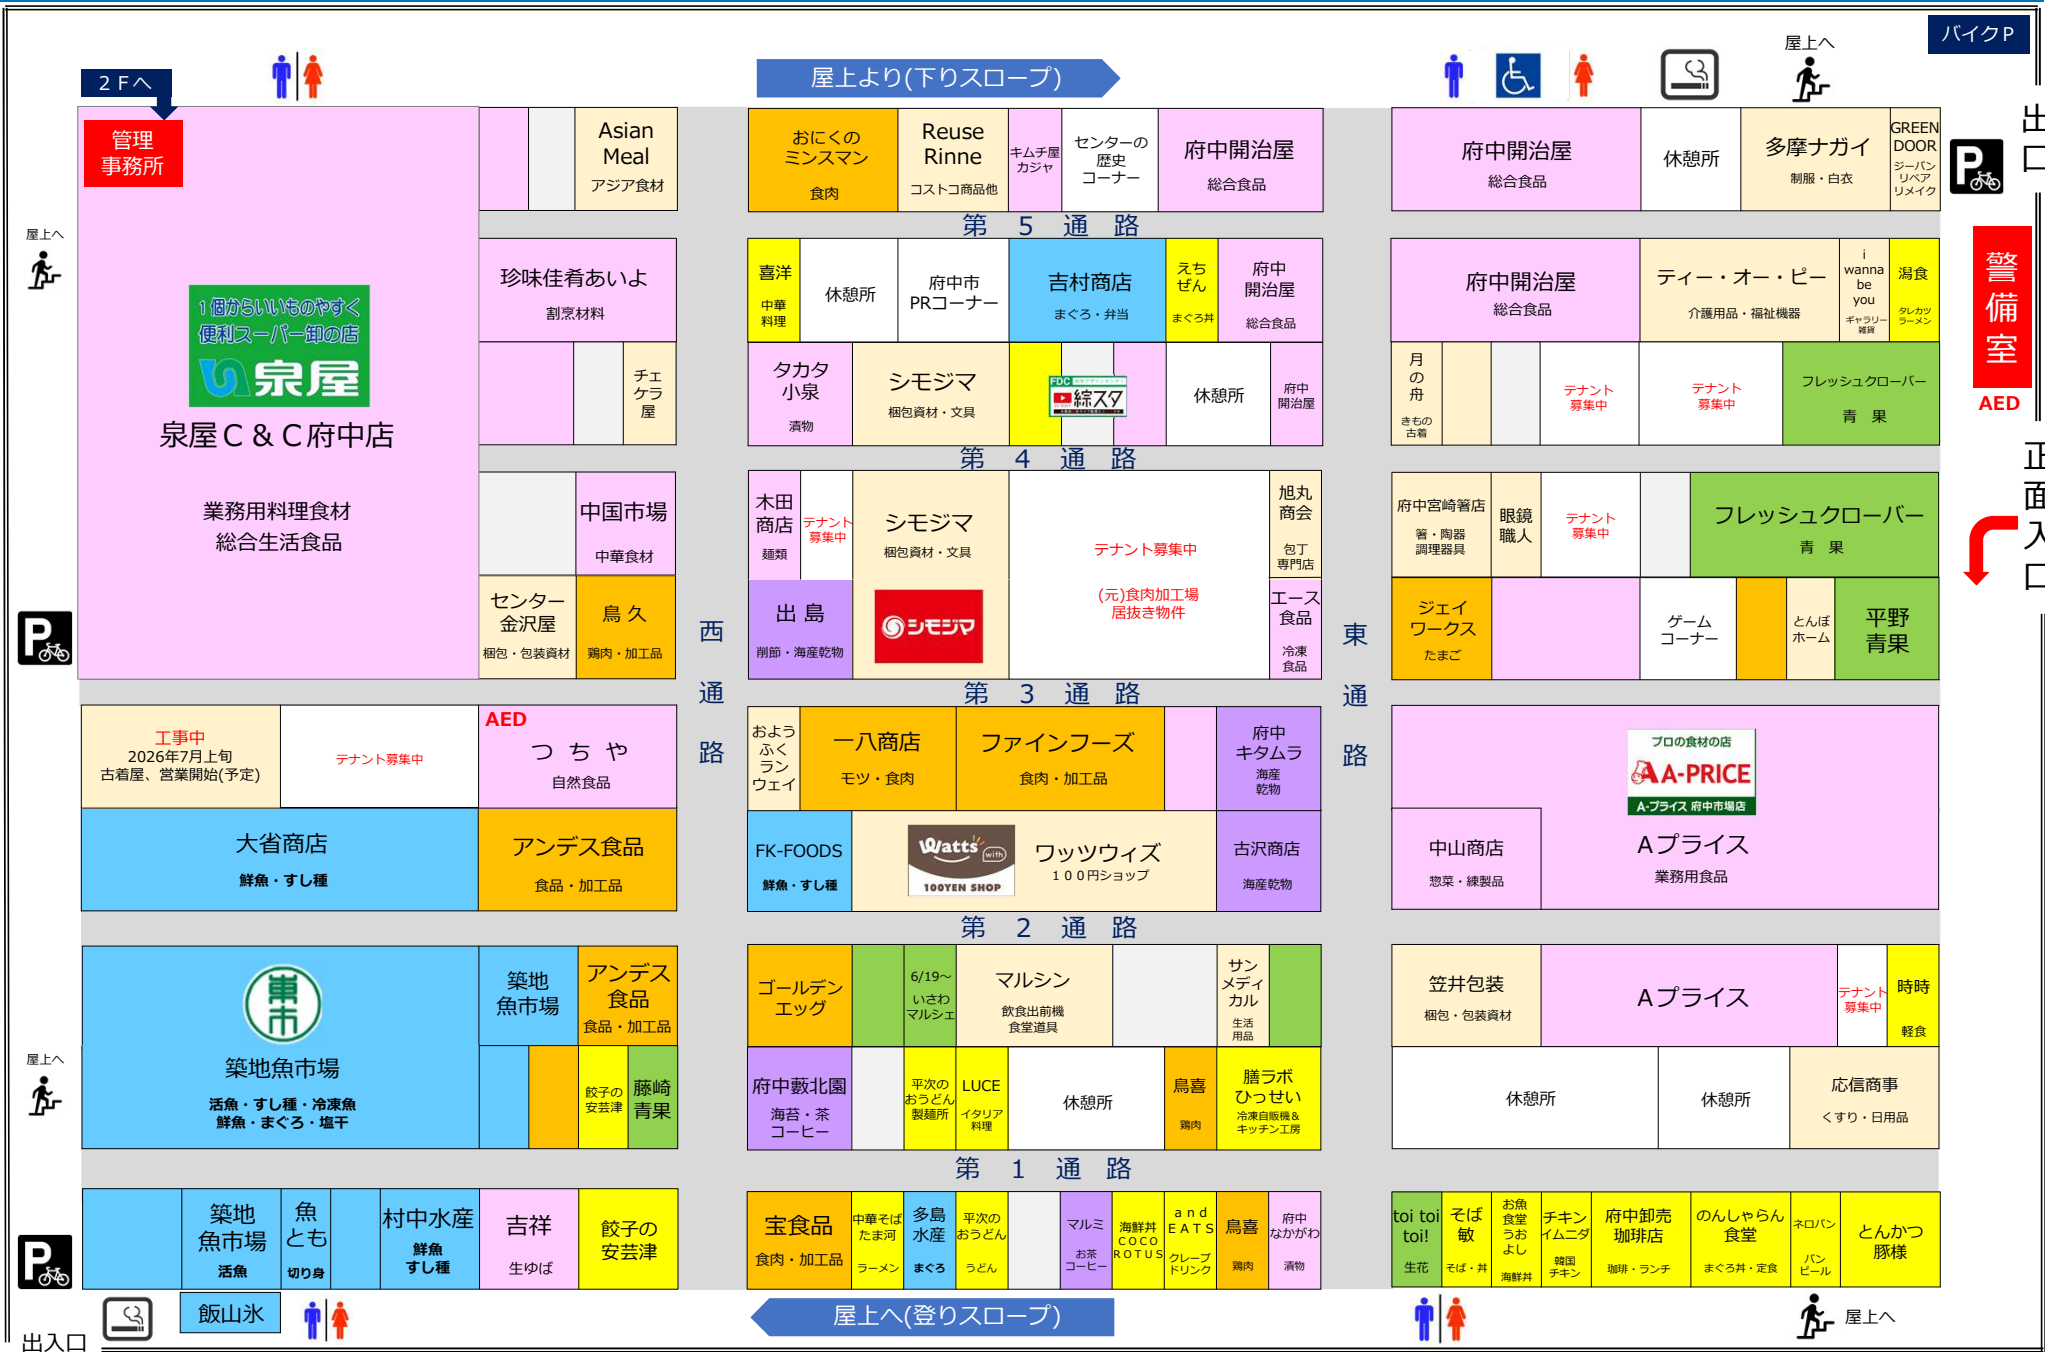 バイクP
屋上へ
2Fへ
屋上より(下りスロープ)
出口
管理
事務所
Asian
Meal
アジア食材
おにくの
ミンスマン
食肉
Reuse
Rinne
コストコ商品他
キムチ屋
カジヤ
センターの
歴史
コーナー
府中開治屋
総合食品
府中開治屋
総合食品
休憩所
多摩ナガイ
制服・白衣
GREEN
DOOR
ジーパン
リペア
リメイク
P
第5通路
屋上へ
1個からいいものやすく
便利スーパー卸の店
泉屋
泉屋C&C府中店
業務用料理食材
総合生活食品
珍味佳肴あいよ
割烹材料
喜洋
中華
料理
休憩所
府中市
PRコーナー
吉村商店
まぐろ・弁当
えち
ぜん
まぐろ丼
府中
開治屋
総合食品
府中開治屋
総合食品
ティー・オー・ピー
介護用品・福祉機器
i
wanna
be
you
ギャラリー
雑貨
潟食
タレカツ
ラーメン
警備室
AED
チェ
ケラ
屋
タカタ
小泉
漬物
シモジマ
梱包資材・文具
FDC
綜スタ
休憩所
府中
開治屋
月の舟
きもの
古着
テナント
募集中
テナント
募集中
フレッシュクローバー
青果
第4通路
正面入口
中国市場
中華食材
木田
商店
麺類
テナント
募集中
シモジマ
梱包資材・文具
シモジマ
テナント募集中
(元)食肉加工場
居抜き物件
旭丸
商会
包丁
専門店
府中宮崎箸店
箸・陶器
調理器具
眼鏡
職人
テナント
募集中
フレッシュクローバー
青果
P
センター
金沢屋
梱包・包装資材
鳥久
鶏肉・加工品
西通路
出島
削節・海産乾物
エース
食品
冷凍
食品
東通路
ジェイ
ワークス
たまご
ゲーム
コーナー
とんぼ
ホーム
平野
青果
第3通路
工事中
2026年7月上旬
古着屋、営業開始(予定)
テナント募集中
AED
つちや
自然食品
およう
ふく
ラン
ウェイ
一八商店
モツ・食肉
ファインフーズ
食肉・加工品
府中
キタムラ
海産
乾物
プロの食材の店
A-PRICE
A-プライス 府中市場店
Aプライス
業務用食品
大省商店
鮮魚・すし種
アンデス食品
食品・加工品
FK-FOODS
鮮魚・すし種
Watts with
100YEN SHOP
ワッツウィズ
100円ショップ
古沢商店
海産乾物
中山商店
惣菜・練製品
第2通路
東市
築地魚市場
活魚・すし種・冷凍魚
鮮魚・まぐろ・塩干
築地
魚市場
アンデス
食品
食品・加工品
ゴールデン
エッグ
6/19～
いさわ
マルシェ
マルシン
飲食出前機
食堂道具
サン
メディ
カル
生活
用品
笠井包装
梱包・包装資材
Aプライス
テナント
募集中
時時
軽食
屋上へ
餃子の
安芸津
藤崎
青果
府中藪北園
海苔・茶
コーヒー
平次の
おうどん
製麺所
LUCE
イタリア
料理
休憩所
鳥喜
鶏肉
膳ラボ
ひっせい
冷凍自販機&
キッチン工房
休憩所
休憩所
応信商事
くすり・日用品
第1通路
P
築地
魚市場
活魚
魚
とも
切り身
村中水産
鮮魚
すし種
吉祥
生ゆば
餃子の
安芸津
宝食品
食肉・加工品
中華そば
たま河
ラーメン
多島
水産
まぐろ
平次の
おうどん
うどん
マルミ
お茶
コーヒー
海鮮丼
COCO
ROTUS
and
EATS
クレープ
ドリンク
鳥喜
鶏肉
府中
なかがわ
漬物
toi toi
toi!
生花
そば
敏
そば・丼
お魚
食堂
うお
よし
海鮮丼
チキン
イムニダ
韓国
チキン
府中卸売
珈琲店
珈琲・ランチ
のんしゃらん
食堂
まぐろ丼・定食
ネロパン
パン
ビール
とんかつ
豚様
飯山氷
屋上へ(登りスロープ)
屋上へ
出入口